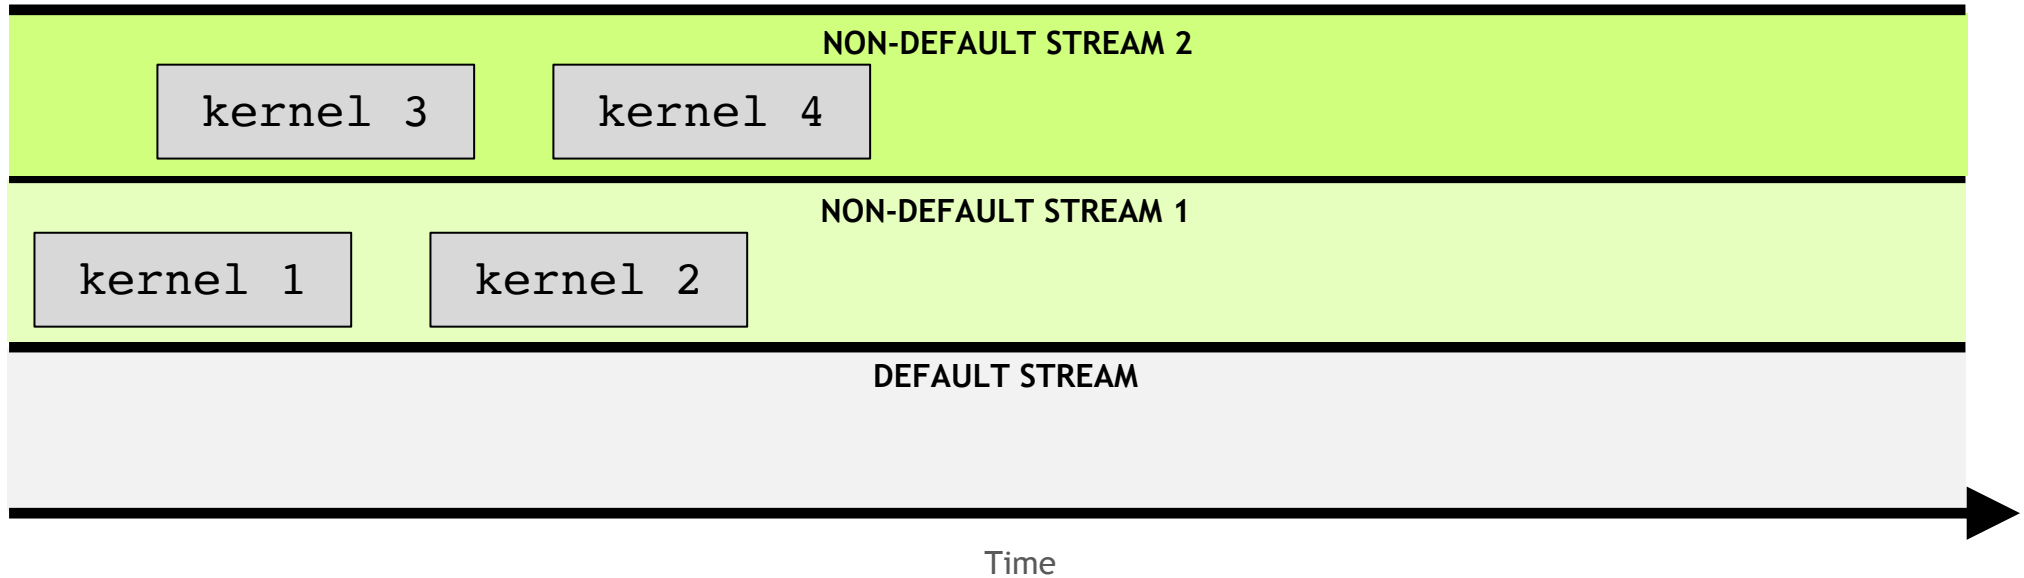 NON-DEFAULT STREAM 2
kernel 3 kernel 4
NON-DEFAULT STREAM 1
kernel 1 kernel 2
DEFAULT STREAM
Time